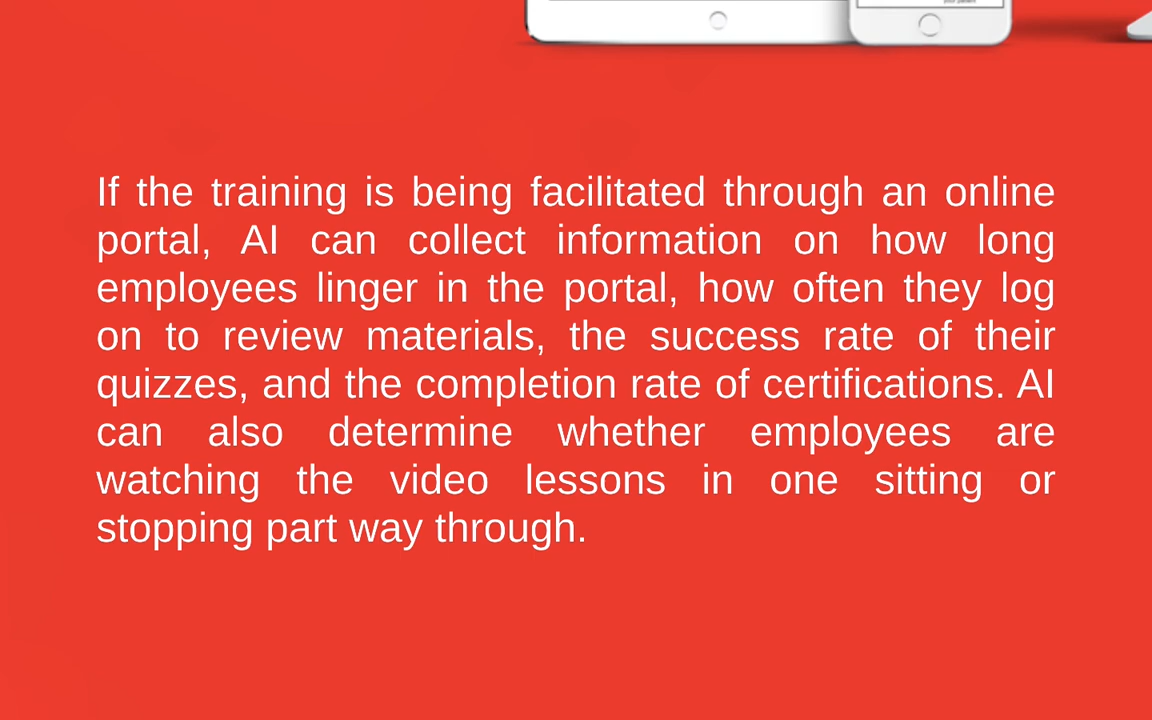 If the training is being facilitated through an online
portal, AI can collect information on how long
employees linger in the portal, how often they log
on to review materials, the success rate of their
quizzes, and the completion rate of certifications. AI
can also determine whether employees are
watching the video lessons in one sitting or
stopping part way through.